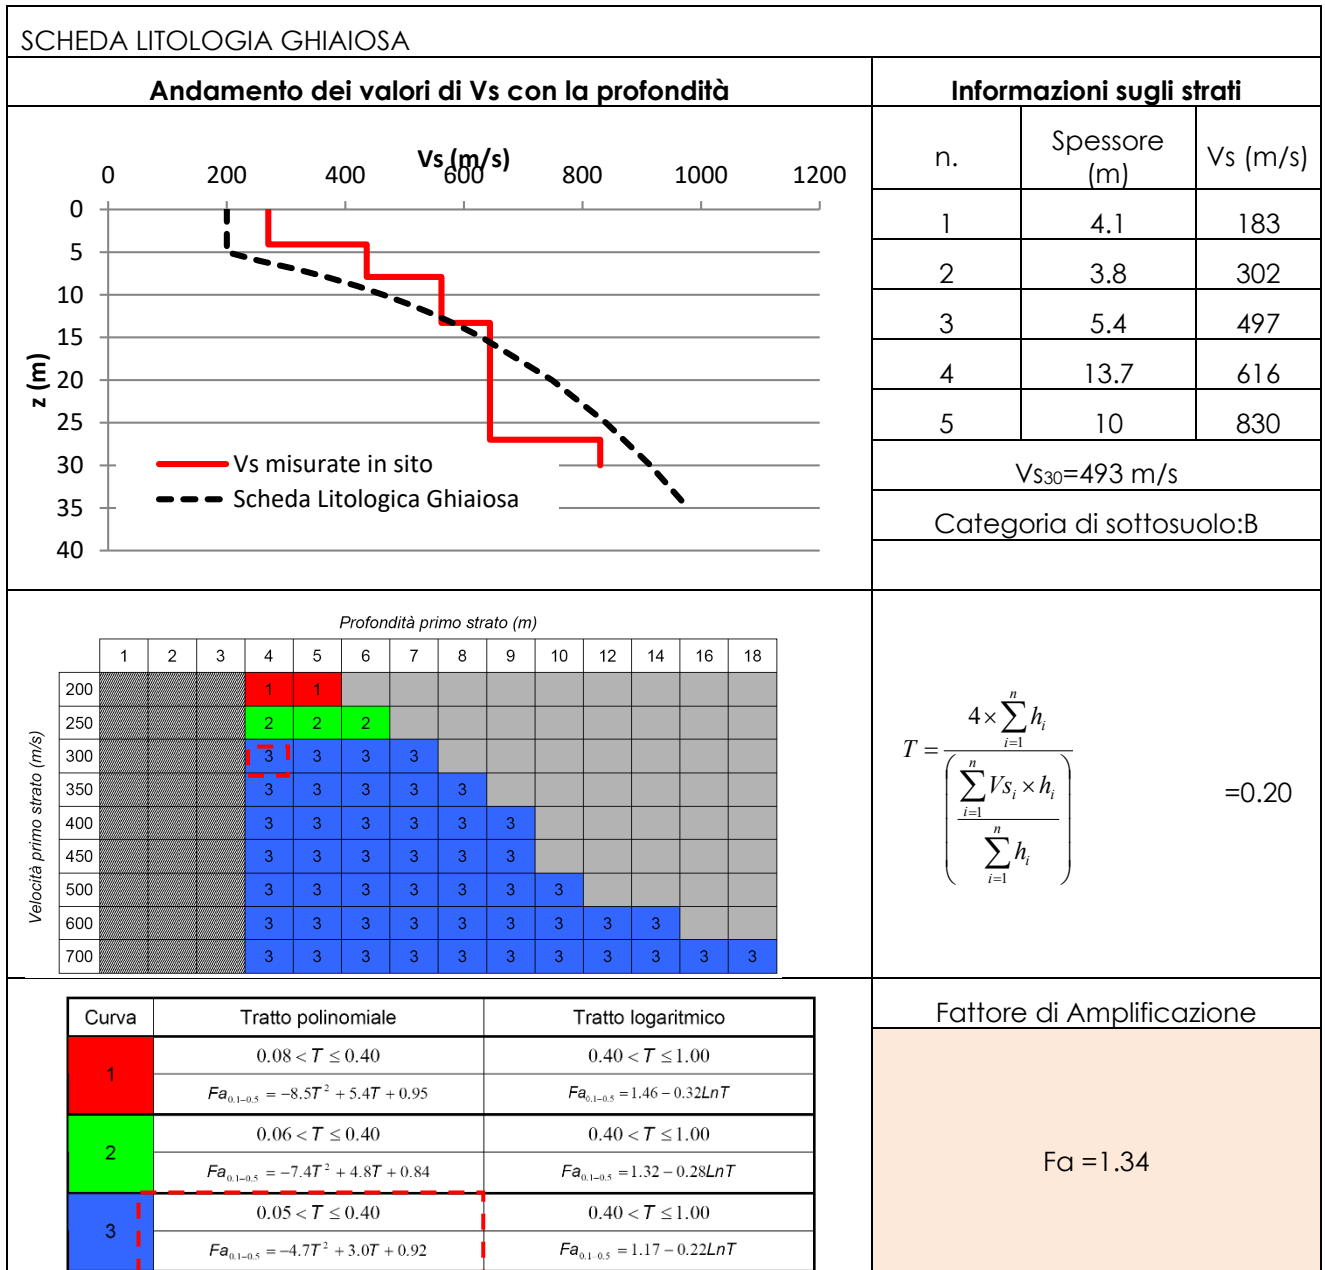 SCHEDA LITOLOGIA GHIAIOSA
Andamento dei valori di Vs con la profondità
Informazioni sugli strati
Vs (m/s)
0 200 400 600 800 1000 1200
0
5
10
15
20
25
30
35
40
z (m)
Vs misurate in sito
Scheda Litologica Ghiaiosa
n. Spessore (m) Vs (m/s)
1 4.1 183
2 3.8 302
3 5.4 497
4 13.7 616
5 10 830
Vs30=493 m/s
Categoria di sottosuolo:B
Profondità primo strato (m)
1 2 3 4 5 6 7 8 9 10 12 14 16 18
Velocità primo strato (m/s)
200 1 1
250 2 2 2
300 3 3 3 3
350 3 3 3 3 3
400 3 3 3 3 3 3
450 3 3 3 3 3 3
500 3 3 3 3 3 3 3
600 3 3 3 3 3 3 3 3 3
700 3 3 3 3 3 3 3 3 3 3 3
T = 4 × ∑ⁿᵢ₌₁ hᵢ / ( ∑ⁿᵢ₌₁ Vsᵢ × hᵢ / ∑ⁿᵢ₌₁ hᵢ ) =0.20
Curva Tratto polinomiale Tratto logaritmico
1
0.08 < T ≤ 0.40 0.40 < T ≤ 1.00
Fa0.1–0.5 = –8.5T² + 5.4T + 0.95 Fa0.1–0.5 = 1.46 – 0.32LnT
2
0.06 < T ≤ 0.40 0.40 < T ≤ 1.00
Fa0.1–0.5 = –7.4T² + 4.8T + 0.84 Fa0.1–0.5 = 1.32 – 0.28LnT
3
0.05 < T ≤ 0.40 0.40 < T ≤ 1.00
Fa0.1–0.5 = –4.7T² + 3.0T + 0.92 Fa0.1–0.5 = 1.17 – 0.22LnT
Fattore di Amplificazione
Fa =1.34